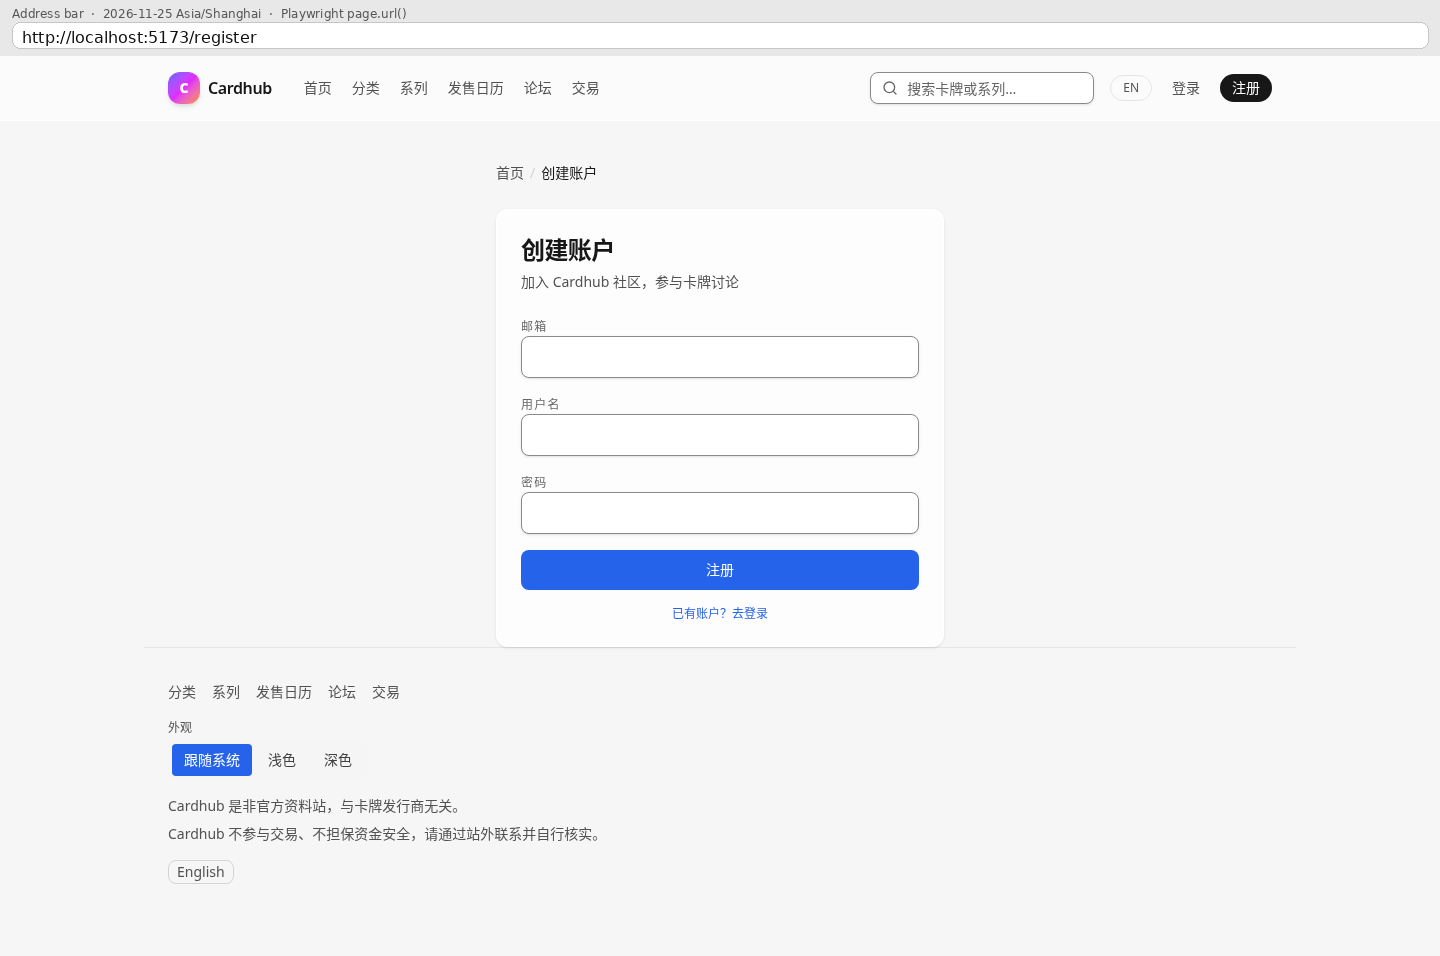 Address bar · 2026-11-25 Asia/Shanghai · Playwright page.url()
http://localhost:5173/register
C Cardhub 首页 分类 系列 发售日历 论坛 交易 搜索卡牌或系列... EN 登录 注册
首页 / 创建账户
创建账户
加入 Cardhub 社区，参与卡牌讨论
邮箱
用户名
密码
注册
已有账户？去登录
分类 系列 发售日历 论坛 交易
外观
跟随系统 浅色 深色
Cardhub 是非官方资料站，与卡牌发行商无关。
Cardhub 不参与交易、不担保资金安全，请通过站外联系并自行核实。
English